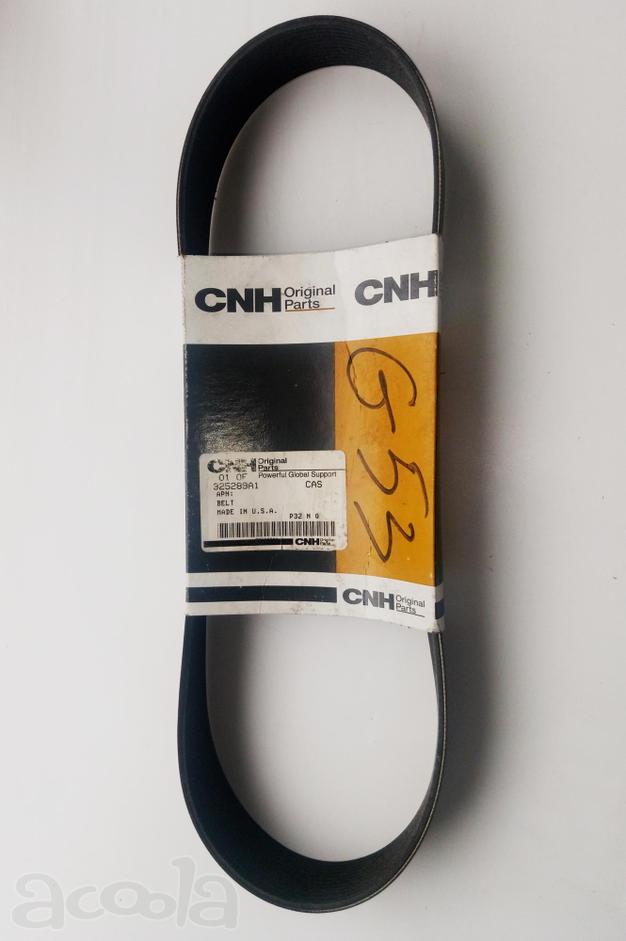 CNH Original Parts
CNH
G53
CNH Original Parts
Powerful Global Support
01 OF
325289A1 CAS
APN:
BELT
MADE IN U.S.A. P32 N 0
CNH
CNH Original Parts
acoola